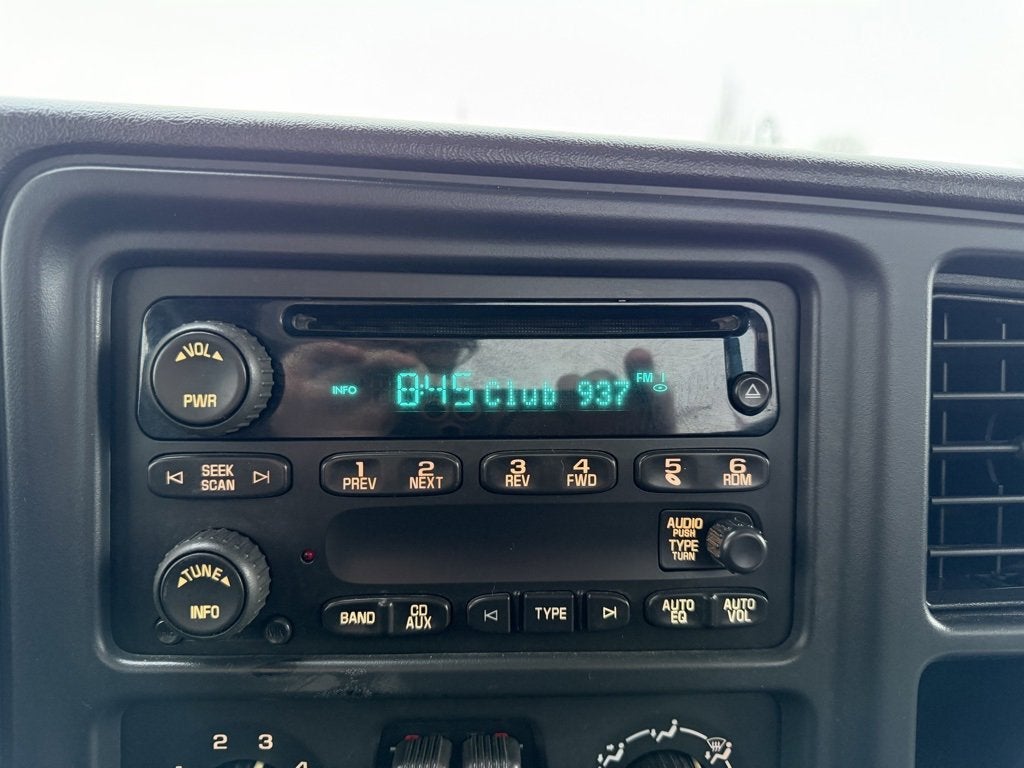 INFO 8:45 Club 937 FM 1
VOL
PWR
SEEK
SCAN
1
PREV
2
NEXT
3
REV
4
FWD
5
6
RDM
AUDIO
PUSH
TYPE
TURN
TUNE
INFO
BAND
CD
AUX
TYPE
AUTO
EQ
AUTO
VOL
2 3
4